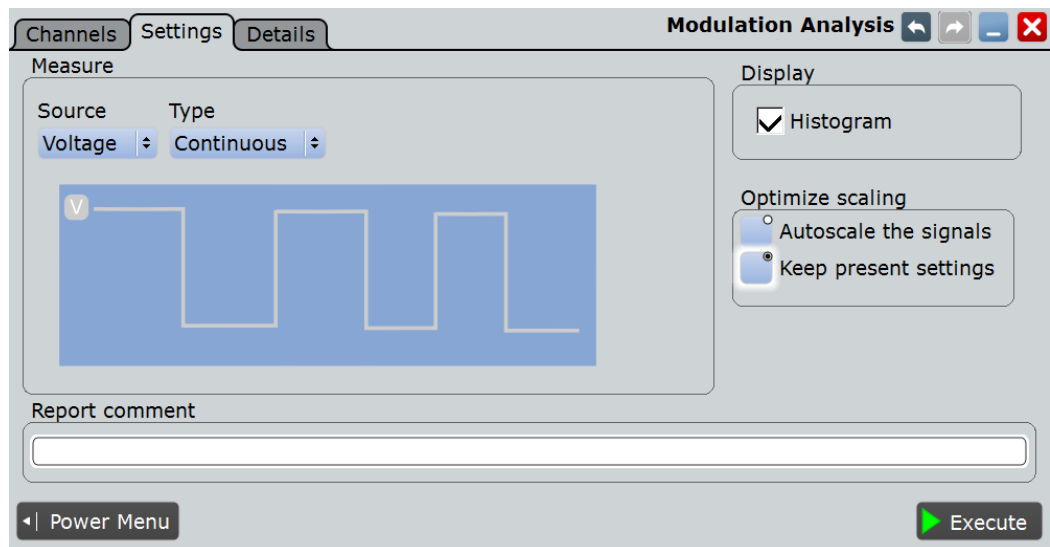 Channels Settings Details Modulation Analysis
Measure
Source Type
Voltage Continuous
V
Display
Histogram
Optimize scaling
Autoscale the signals
Keep present settings
Report comment
Power Menu Execute